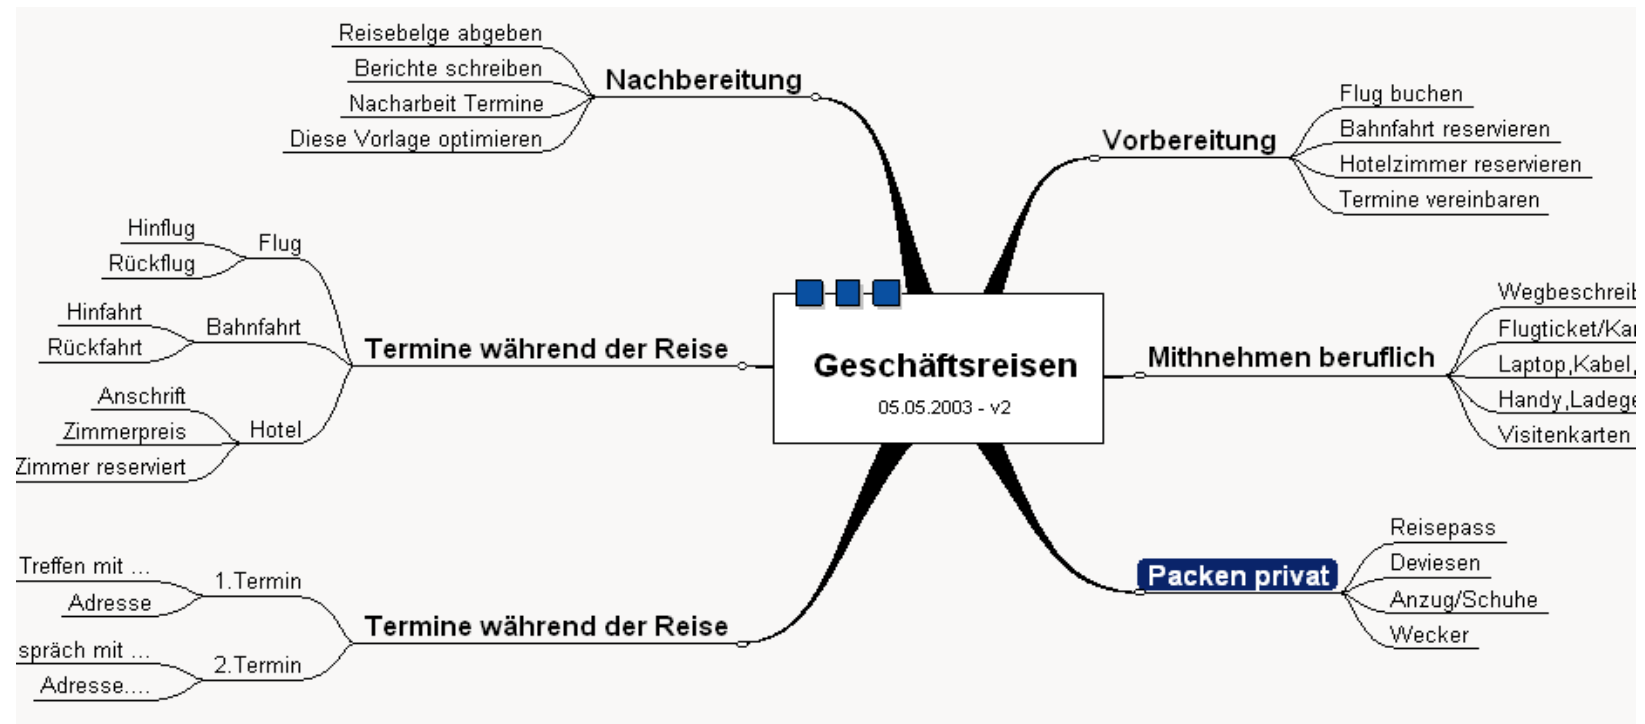 Reisebelge abgeben
Berichte schreiben
Nacharbeit Termine
Diese Vorlage optimieren
Nachbereitung
Vorbereitung
Flug buchen
Bahnfahrt reservieren
Hotelzimmer reservieren
Termine vereinbaren
Hinflug
Rückflug
Flug
Hinfahrt
Rückfahrt
Bahnfahrt
Anschrift
Zimmerpreis
Zimmer reserviert
Hotel
Termine während der Reise
Geschäftsreisen
05.05.2003 - v2
Mithnehmen beruflich
Wegbeschreib
Flugticket/Kar
Laptop,Kabel,
Handy,Ladege
Visitenkarten
Treffen mit ...
Adresse
1.Termin
spräch mit ...
Adresse....
2.Termin
Termine während der Reise
Packen privat
Reisepass
Deviesen
Anzug/Schuhe
Wecker